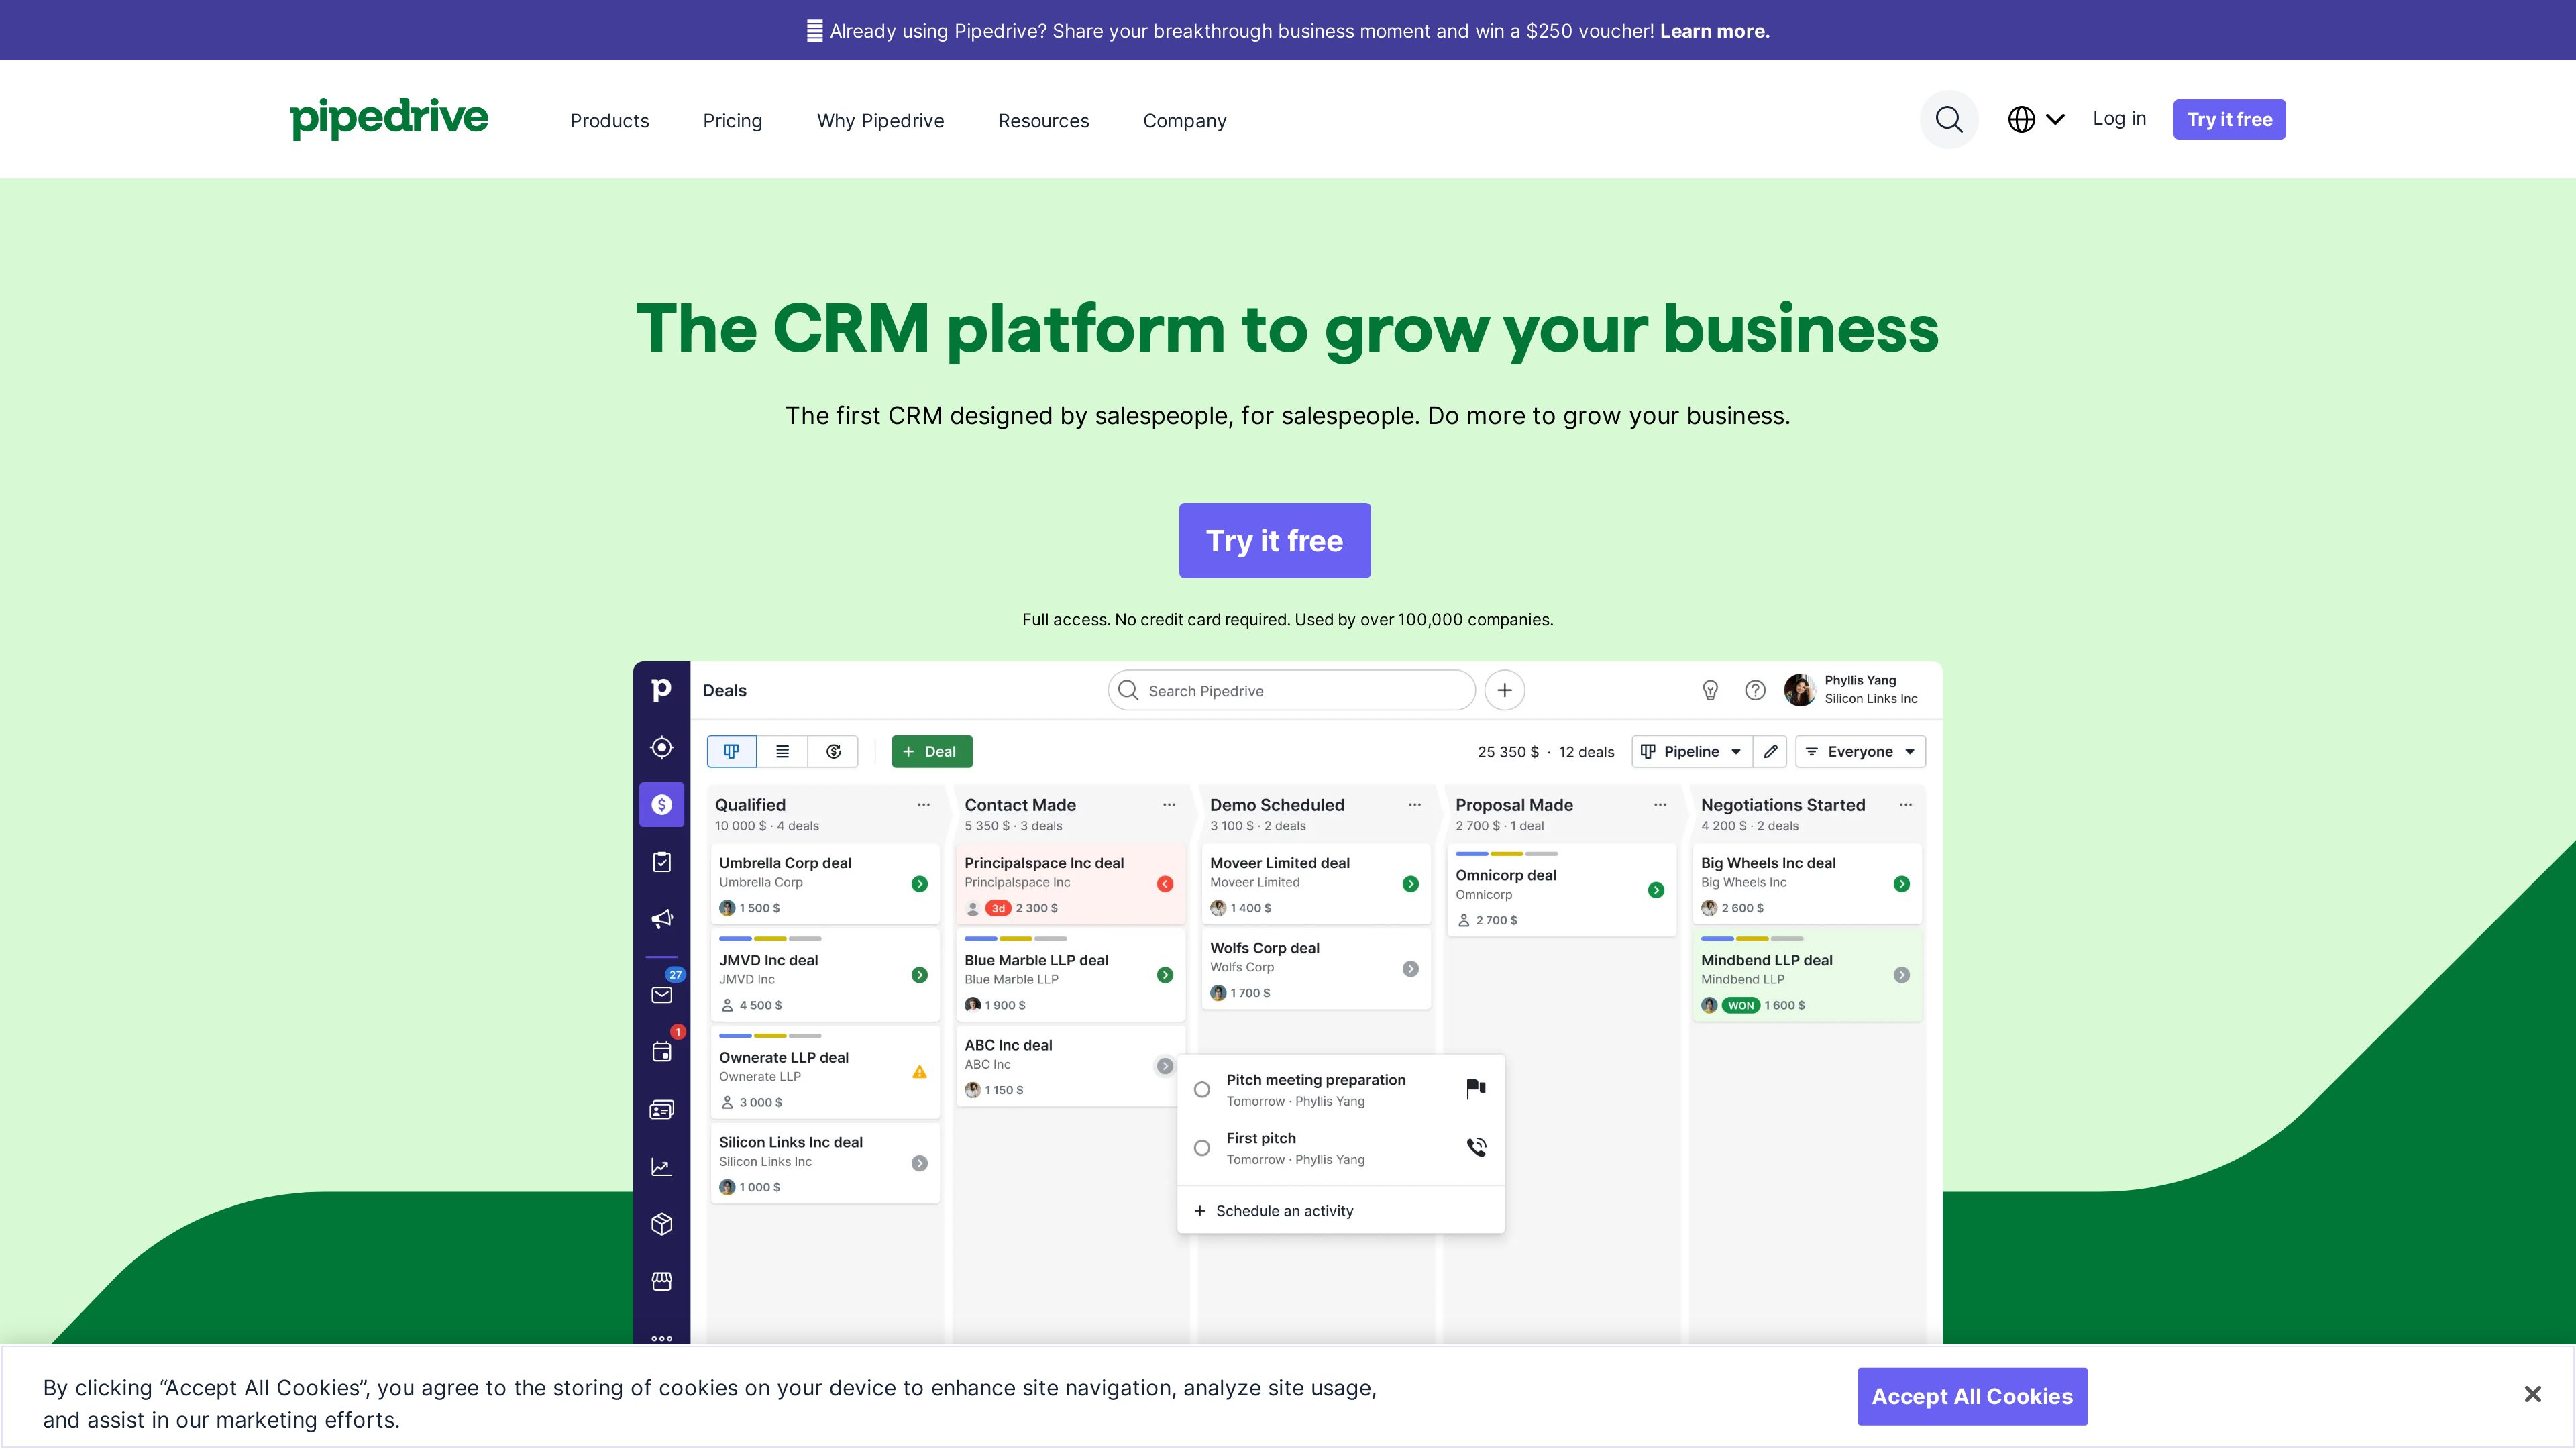 Already using Pipedrive? Share your breakthrough business moment and win a $250 voucher! Learn more.
pipedrive
Products
Pricing
Why Pipedrive
Resources
Company
Log in
Try it free
The CRM platform to grow your business
The first CRM designed by salespeople, for salespeople. Do more to grow your business.
Try it free
Full access. No credit card required. Used by over 100,000 companies.
p
Deals
Search Pipedrive
Phyllis Yang
Silicon Links Inc
+ Deal
25 350 $ · 12 deals
Pipeline
Everyone
Qualified
10 000 $ · 4 deals
Umbrella Corp deal
Umbrella Corp
1 500 $
JMVD Inc deal
JMVD Inc
4 500 $
Ownerate LLP deal
Ownerate LLP
3 000 $
Silicon Links Inc deal
Silicon Links Inc
1 000 $
Contact Made
5 350 $ · 3 deals
Principalspace Inc deal
Principalspace Inc
3d 2 300 $
Blue Marble LLP deal
Blue Marble LLP
1 900 $
ABC Inc deal
ABC Inc
1 150 $
Demo Scheduled
3 100 $ · 2 deals
Moveer Limited deal
Moveer Limited
1 400 $
Wolfs Corp deal
Wolfs Corp
1 700 $
Proposal Made
2 700 $ · 1 deal
Omnicorp deal
Omnicorp
2 700 $
Negotiations Started
4 200 $ · 2 deals
Big Wheels Inc deal
Big Wheels Inc
2 600 $
Mindbend LLP deal
Mindbend LLP
WON 1 600 $
27
1
Pitch meeting preparation
Tomorrow · Phyllis Yang
First pitch
Tomorrow · Phyllis Yang
+ Schedule an activity
By clicking “Accept All Cookies”, you agree to the storing of cookies on your device to enhance site navigation, analyze site usage,
and assist in our marketing efforts.
Accept All Cookies